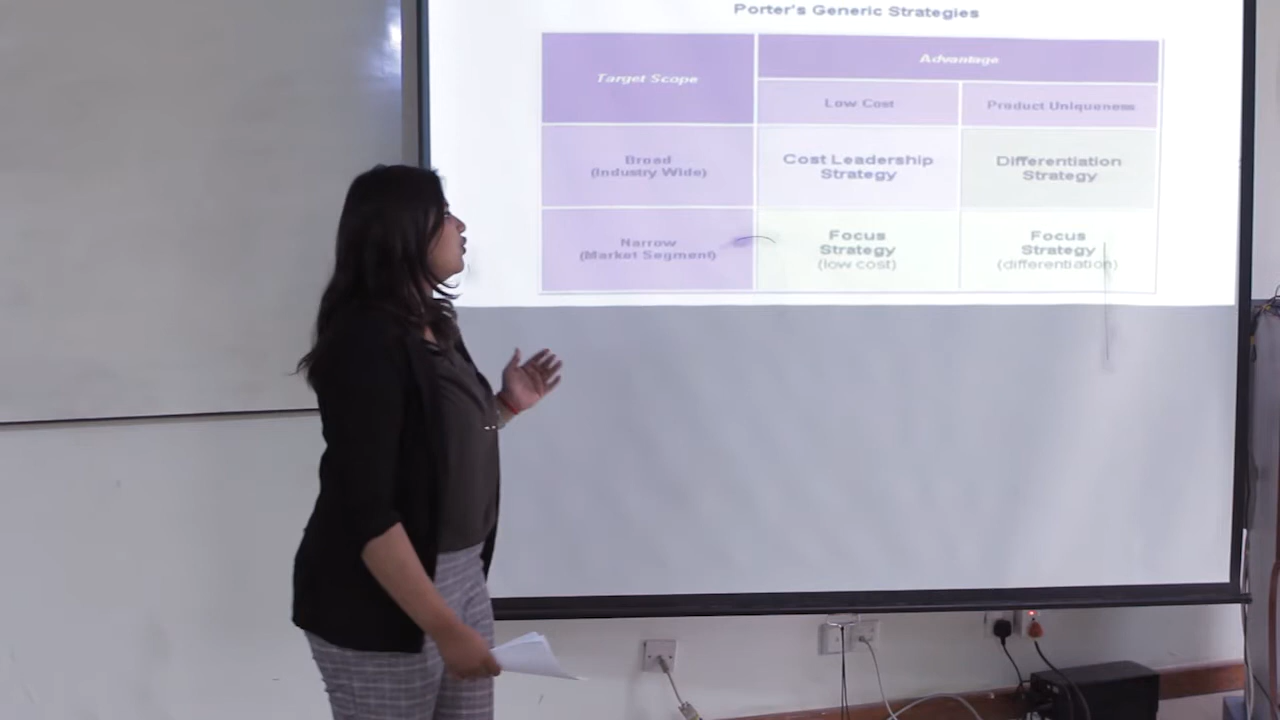 Porter's Generic Strategies
Target Scope
Advantage
Low Cost
Product Uniqueness
Broad
(Industry Wide)
Cost Leadership
Strategy
Differentiation
Strategy
Narrow
(Market Segment)
Focus
Strategy
(low cost)
Focus
Strategy
(differentiation)